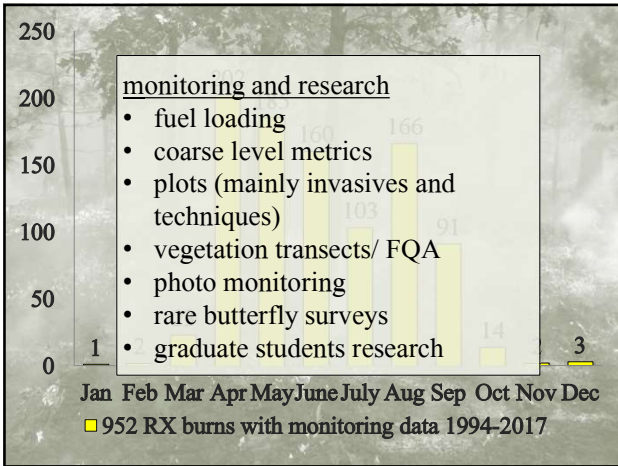 250
200
150
100
50
0
monitoring and research
• fuel loading
• coarse level metrics
• plots (mainly invasives and
techniques)
• vegetation transects/ FQA
• photo monitoring
• rare butterfly surveys
• graduate students research
1
2
160
103
166
91
14
2
3
Jan Feb Mar Apr May June July Aug Sep Oct Nov Dec
952 RX burns with monitoring data 1994-2017